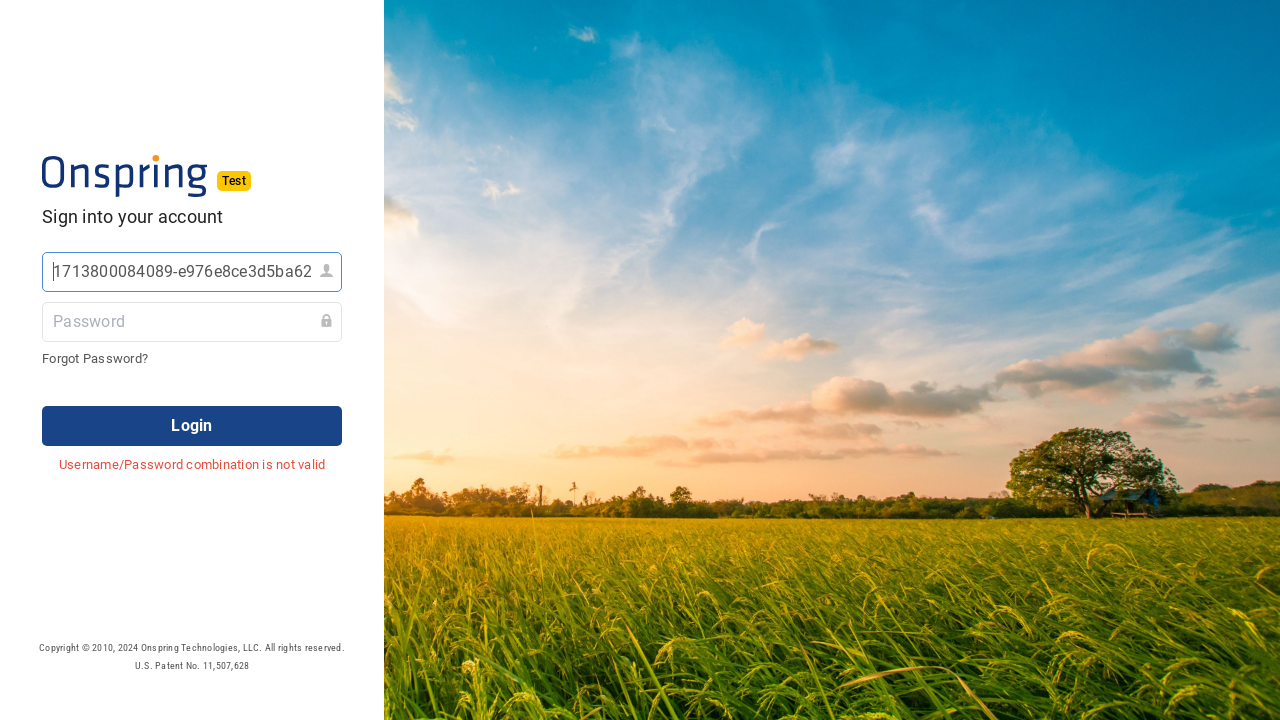 Onspring Test
Sign into your account
1713800084089-e976e8ce3d5ba62
Password
Forgot Password?
Login
Username/Password combination is not valid
Copyright © 2010, 2024 Onspring Technologies, LLC. All rights reserved.
U.S. Patent No. 11,507,628